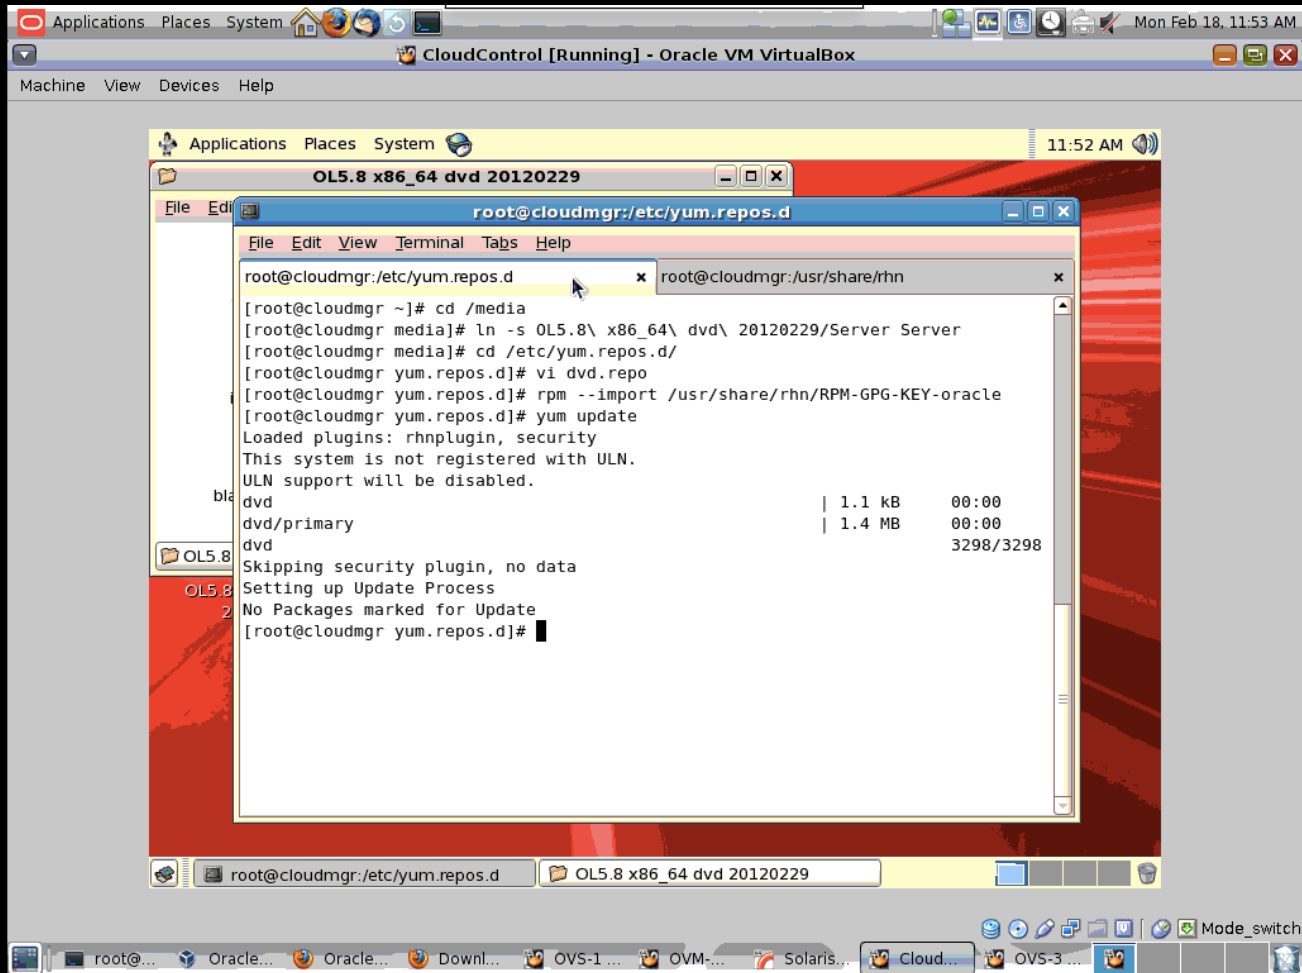 Applications Places System Mon Feb 18, 11:53 AM
CloudControl [Running] - Oracle VM VirtualBox
Machine View Devices Help
Applications Places System 11:52 AM
OL5.8 x86_64 dvd 20120229
File Edi
root@cloudmgr:/etc/yum.repos.d
File Edit View Terminal Tabs Help
root@cloudmgr:/etc/yum.repos.d root@cloudmgr:/usr/share/rhn
[root@cloudmgr ~]# cd /media
[root@cloudmgr media]# ln -s OL5.8\ x86_64\ dvd\ 20120229/Server Server
[root@cloudmgr media]# cd /etc/yum.repos.d/
[root@cloudmgr yum.repos.d]# vi dvd.repo
[root@cloudmgr yum.repos.d]# rpm --import /usr/share/rhn/RPM-GPG-KEY-oracle
[root@cloudmgr yum.repos.d]# yum update
Loaded plugins: rhnplugin, security
This system is not registered with ULN.
ULN support will be disabled.
dvd | 1.1 kB 00:00
dvd/primary | 1.4 MB 00:00
dvd 3298/3298
Skipping security plugin, no data
Setting up Update Process
No Packages marked for Update
[root@cloudmgr yum.repos.d]#
bla
OL5.8
OL5.8
2
root@cloudmgr:/etc/yum.repos.d OL5.8 x86_64 dvd 20120229
Mode_switch
root@... Oracle... Oracle... Downl... OVS-1 ... OVM-... Solaris... Cloud... OVS-3 ...